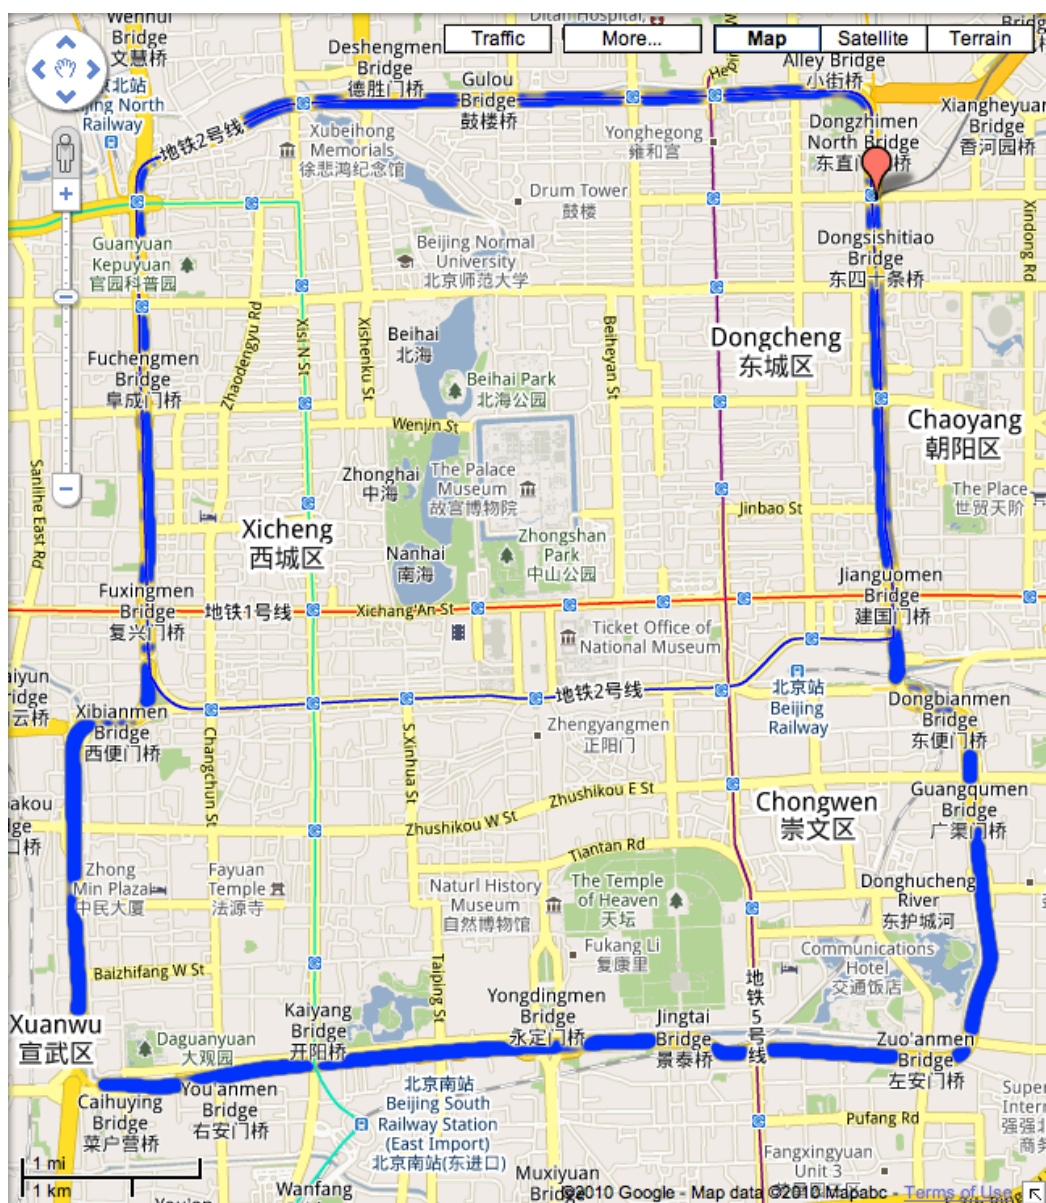 Wenhui
Bridge
文慧桥
Ditan Hospital,
Traffic
More...
Map
Satellite
Terrain
Deshengmen
Bridge
德胜门桥
Gulou
Bridge
鼓楼桥
Alley Bridge
小街桥
京北站
Beijing North
Railway
地铁2号线
Xubeihong
Memorials
徐悲鸿纪念馆
Yonghegong
雍和宫
Dongzhimen
North Bridge
Xiangheyuan
Bridge
香河园桥
Drum Tower
鼓楼
Guanyuan
Kepuyuan
官园科普园
Beijing Normal
University
北京师范大学
Dongsishitiao
Bridge
东四十条桥
Xindong Rd
Zhaodengyu Rd
Xisi N St
Xishenku St
Beiheyan St
Beihai
北海
Dongcheng
东城区
Fuchengmen
Bridge
阜成门桥
Beihai Park
北海公园
Chaoyang
朝阳区
Wenjin St
Sanlihe East Rd
Zhonghai
中海
The Palace
Museum
故宫博物院
The Place
世贸天阶
Jinbao St
Xicheng
西城区
Nanhai
南海
Zhongshan
Park
中山公园
Jianguomen
Bridge
建国门桥
Fuxingmen
Bridge
复兴门桥
地铁1号线
Xichang'An St
Ticket Office of
National Museum
地铁2号线
北京站
Beijing
Railway
Xibianmen
Bridge
西便门桥
Dongbianmen
Bridge
东便门桥
Changchun St
S Xinhua St
Zhengyangmen
正阳门
Zhushikou E St
Zhushikou W St
Chongwen
崇文区
Guangqumen
Bridge
广渠门桥
Tiantan Rd
Zhong
Min Plaza
中民大厦
Fayuan
Temple
法源寺
Naturl History
Museum
自然博物馆
The Temple
of Heaven
天坛
Donghucheng
River
东护城河
Fukang Li
复康里
Communications
Hotel
交通饭店
Baizhifang W St
Taiping St
地铁5号线
Xuanwu
宣武区
Daguanyuan
大观园
Kaiyang
Bridge
开阳桥
Yongdingmen
Bridge
永定门桥
Jingtai
Bridge
景泰桥
Zuo'anmen
Bridge
左安门桥
Caihuying
Bridge
菜户营桥
You'anmen
Bridge
右安门桥
北京南站
Beijing South
Railway Station
(East Import)
北京南站(东进口)
Pufang Rd
Fangxingyuan
Unit 3
Muxiyuan
Wanfang
1 mi
1 km
©2010 Google - Map data ©2010 Mapabc - Terms of Use